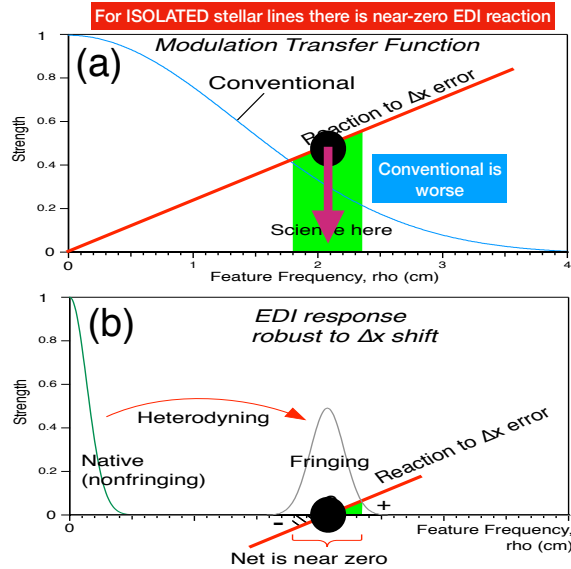 For ISOLATED stellar lines there is near-zero EDI reaction
(a)
Modulation Transfer Function
Conventional
Reaction to Δx error
Conventional is
worse
Science here
Strength
1
0.8
0.6
0.4
0.2
0
0
1
2
3
4
Feature Frequency, rho (cm)
(b)
EDI response
robust to Δx shift
Heterodyning
Native
(nonfringing)
Fringing
Reaction to Δx error
Strength
1
0.8
0.6
0.4
0.2
0
0
-
+
Feature Frequency,
rho (cm)
Net is near zero